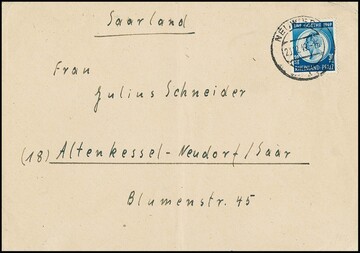 Saarland
Frau
Julius Schneider
(18) Altenkessel-Neudorf/Saar
Blumenstr. 45